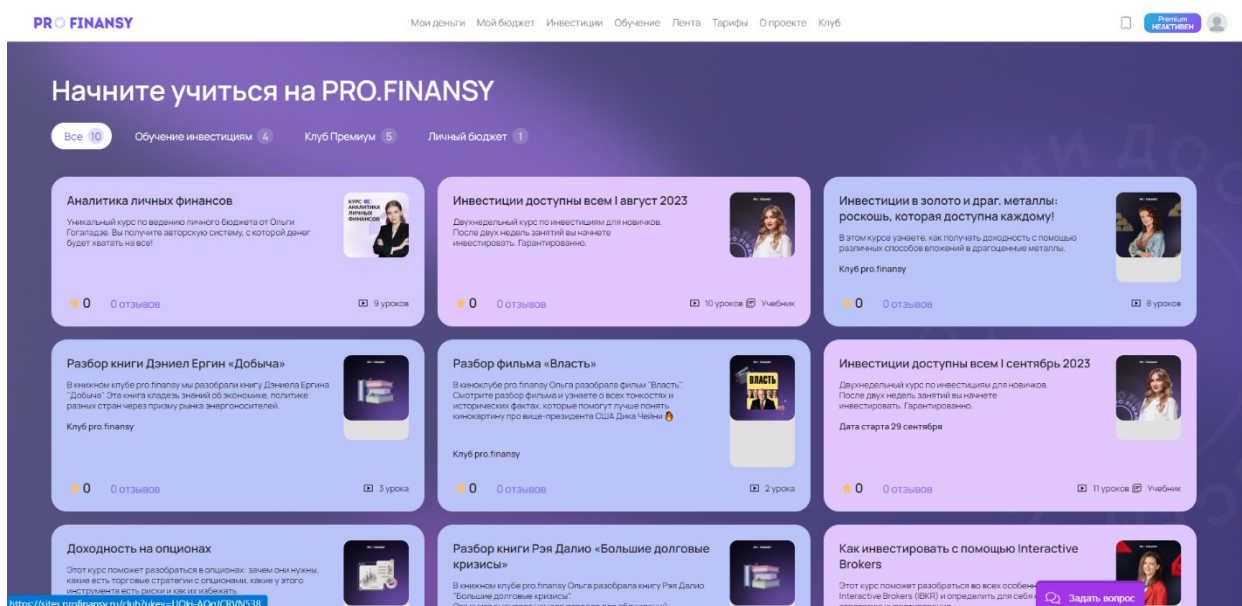 PRO FINANSY
Мои деньги Мой бюджет Инвестиции Обучение Лента Тарифы О проекте Клуб
Premium
НЕАКТИВЕН
Начните учиться на PRO.FINANSY
Все 10 Обучение инвестициям 4 Клуб Премиум 5 Личный бюджет 1
Аналитика личных финансов
Уникальный курс по ведению личного бюджета от Ольги
Гогаладзе. Вы получите авторскую систему, с которой денег
будет хватать на все!
КУРС
АНАЛИТИКА
ЛИЧНЫХ
ФИНАНСОВ
0 0 отзывов 9 уроков
Инвестиции доступны всем | август 2023
Двухнедельный курс по инвестициям для новичков.
После двух недель занятий вы начнете
инвестировать. Гарантированно.
0 0 отзывов 10 уроков Учебник
Инвестиции в золото и драг. металлы:
роскошь, которая доступна каждому!
В этом курсе узнаете, как получать доходность с помощью
различных способов вложений в драгоценные металлы.
Клуб pro.finansy
0 0 отзывов 8 уроков
Разбор книги Дэниел Ергин «Добыча»
В книжном клубе pro.finansy мы разобрали книгу Дэниела Ергина
"Добыча". Эта книга кладезь знаний об экономике, политике
разных стран через призму рынка энергоносителей.
Клуб pro.finansy
0 0 отзывов 3 урока
Разбор фильма «Власть»
В киноклубе pro.finansy Ольга разобрала фильм "Власть".
Смотрите разбор фильма и узнаете о всех тонкостях и
исторических фактах, которые помогут лучше понять
кинокартину про вице-президента США Дика Чейни 🔥
Клуб pro.finansy
ВЛАСТЬ
0 0 отзывов 2 урока
Инвестиции доступны всем | сентябрь 2023
Двухнедельный курс по инвестициям для новичков.
После двух недель занятий вы начнете
инвестировать. Гарантированно.
Дата старта 29 сентября
0 0 отзывов 11 уроков Учебник
Доходность на опционах
Этот курс поможет разобраться в опционах: зачем они нужны,
какие есть торговые стратегии с опционами, какие у этого
инструмента есть риски и как их избежать.
Разбор книги Рэя Далио «Большие долговые
кризисы»
В книжном клубе pro.finansy Ольга разобрала книгу Рэя Далио
"Большие долговые кризисы".
Как инвестировать с помощью Interactive
Brokers
Этот курс поможет разобраться во всех
Interactive Brokers (IBKR) и определить для себя
Задать вопрос